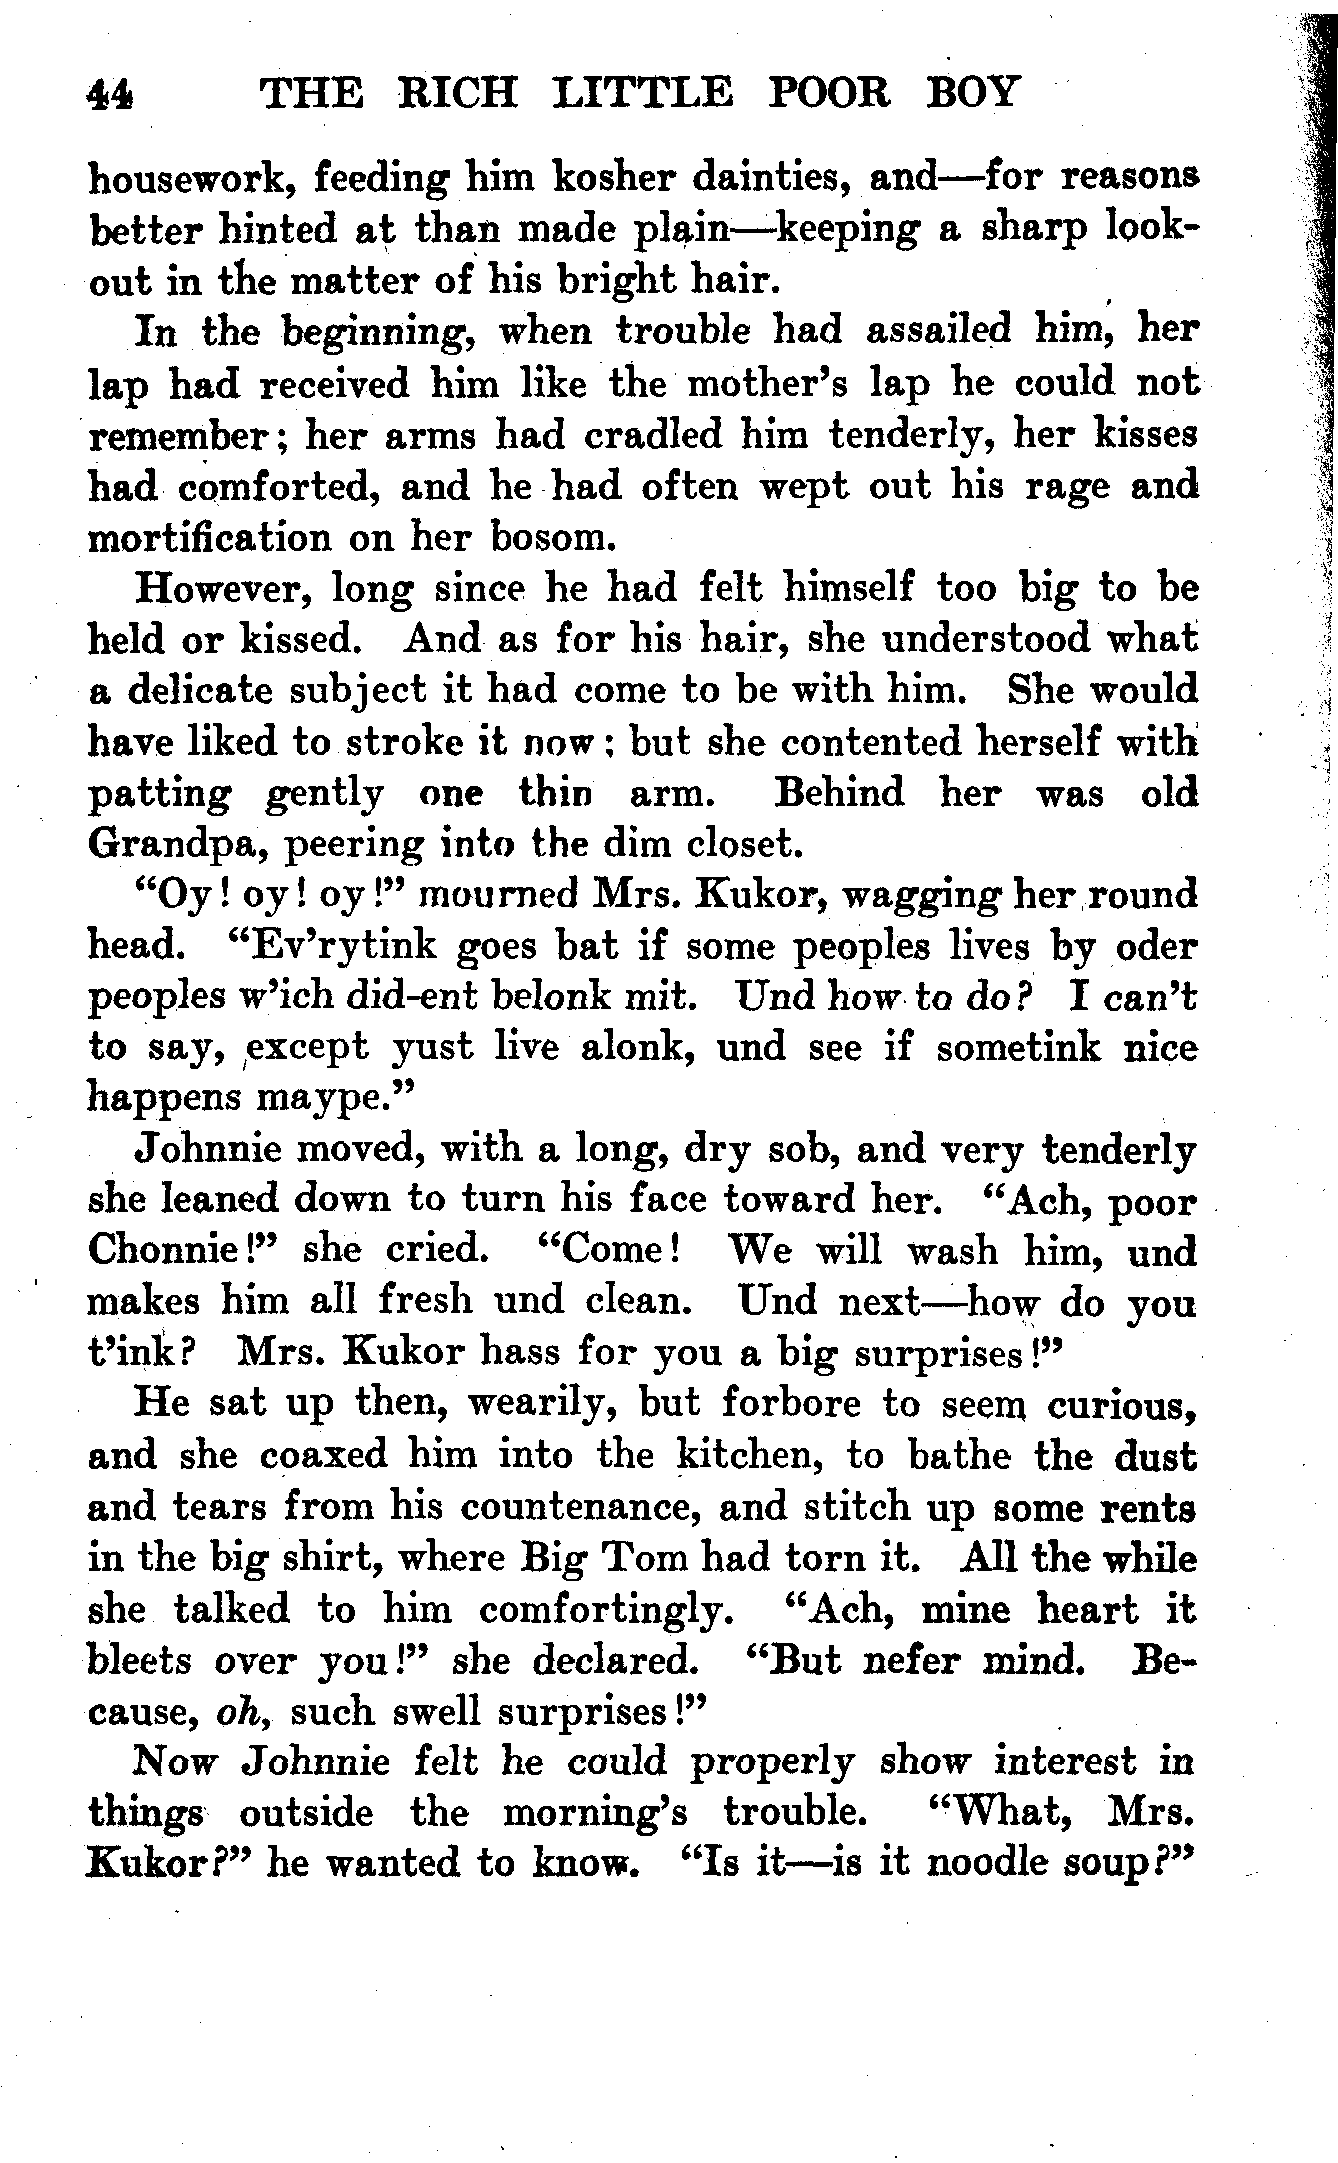 44 THE RICH LITTLE POOR BOY
housework, feeding him kosher dainties, and—for reasons
better hinted at than made plain—keeping a sharp look-
out in the matter of his bright hair.
In the beginning, when trouble had assailed him, her
lap had received him like the mother's lap he could not
remember; her arms had cradled him tenderly, her kisses
had comforted, and he had often wept out his rage and
mortification on her bosom.
However, long since he had felt himself too big to be
held or kissed. And as for his hair, she understood what
a delicate subject it had come to be with him. She would
have liked to stroke it now; but she contented herself with
patting gently one thin arm. Behind her was old
Grandpa, peering into the dim closet.
“Oy! oy! oy!” mourned Mrs. Kukor, wagging her round
head. “Ev'rytink goes bat if some peoples lives by oder
peoples w'ich did-ent belonk mit. Und how to do? I can't
to say, except yust live alonk, und see if sometink nice
happens maype.”
Johnnie moved, with a long, dry sob, and very tenderly
she leaned down to turn his face toward her. “Ach, poor
Chonnie!” she cried. “Come! We will wash him, und
makes him all fresh und clean. Und next—how do you
t'ink? Mrs. Kukor hass for you a big surprises!”
He sat up then, wearily, but forbore to seem curious,
and she coaxed him into the kitchen, to bathe the dust
and tears from his countenance, and stitch up some rents
in the big shirt, where Big Tom had torn it. All the while
she talked to him comfortingly. “Ach, mine heart it
bleets over you!” she declared. “But nefer mind. Be-
cause, oh, such swell surprises!”
Now Johnnie felt he could properly show interest in
things outside the morning's trouble. “What, Mrs.
Kukor?” he wanted to know. “Is it—is it noodle soup?”